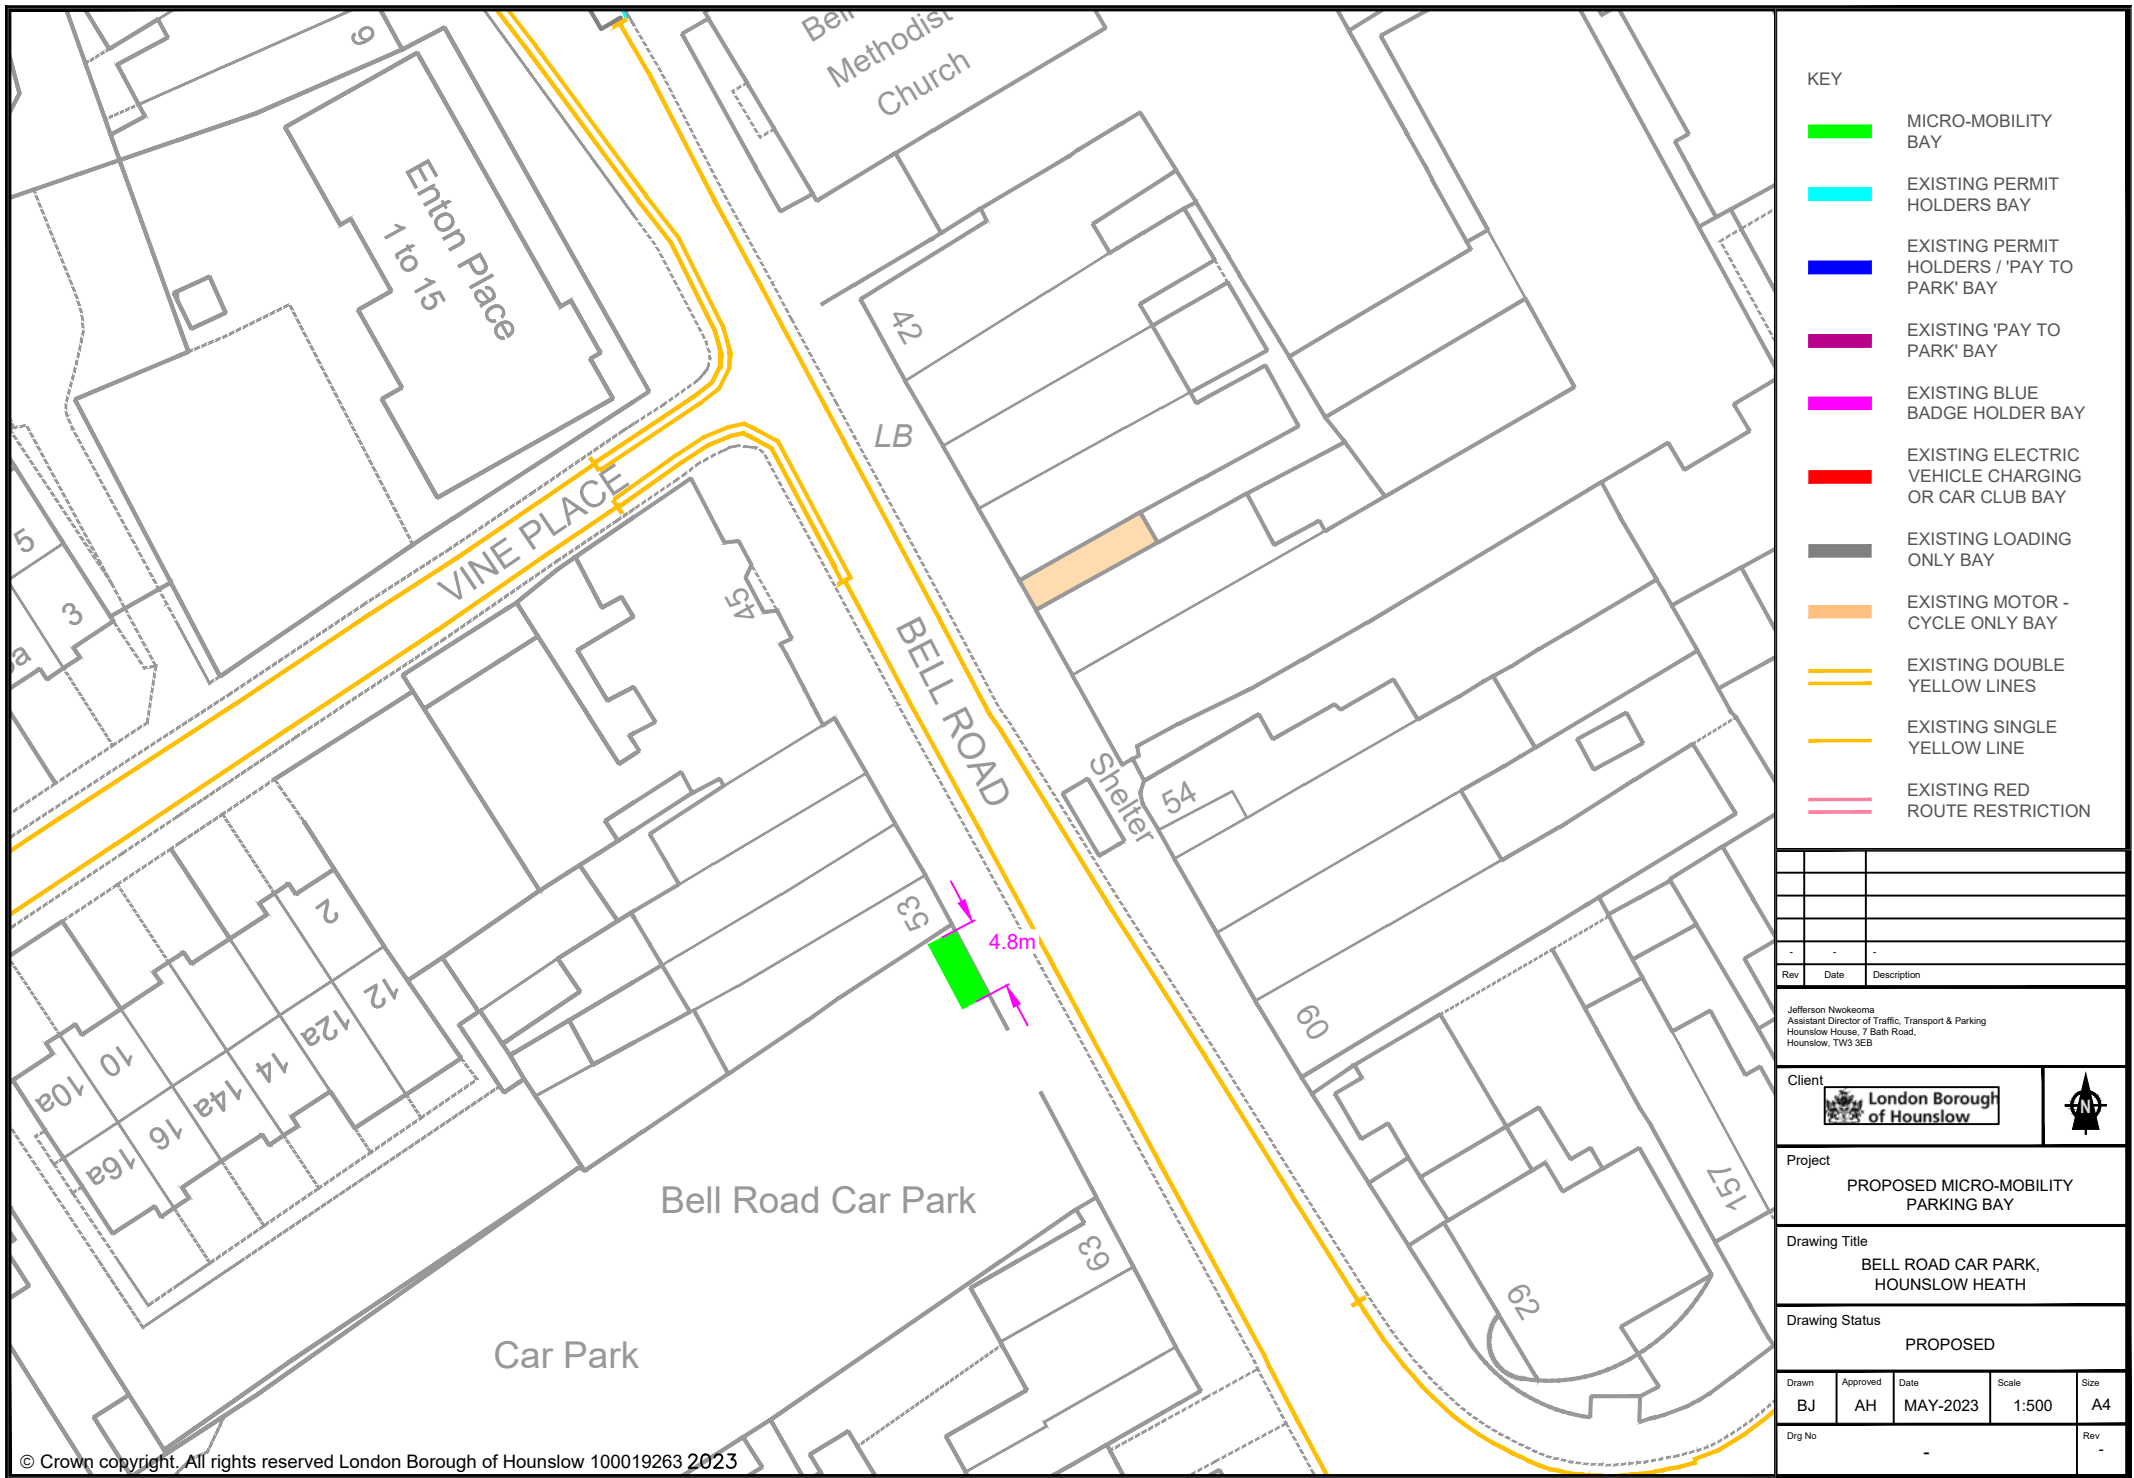 Methodist
Church
9
Enton Place
1 to 15
42
LB
VINE PLACE
5
3
45
BELL ROAD
Shelter
54
53
4.8m
2
12
12a
14
14a
10
10a
16
16a
60
157
Bell Road Car Park
63
62
Car Park
© Crown copyright. All rights reserved London Borough of Hounslow 100019263 2023
KEY
MICRO-MOBILITY
BAY
EXISTING PERMIT
HOLDERS BAY
EXISTING PERMIT
HOLDERS / 'PAY TO
PARK' BAY
EXISTING 'PAY TO
PARK' BAY
EXISTING BLUE
BADGE HOLDER BAY
EXISTING ELECTRIC
VEHICLE CHARGING
OR CAR CLUB BAY
EXISTING LOADING
ONLY BAY
EXISTING MOTOR -
CYCLE ONLY BAY
EXISTING DOUBLE
YELLOW LINES
EXISTING SINGLE
YELLOW LINE
EXISTING RED
ROUTE RESTRICTION
- - -
Rev Date Description
Jefferson Nwokeoma
Assistant Director of Traffic, Transport & Parking
Hounslow House, 7 Bath Road,
Hounslow, TW3 3EB
Client
London Borough
of Hounslow
N
Project
PROPOSED MICRO-MOBILITY
PARKING BAY
Drawing Title
BELL ROAD CAR PARK,
HOUNSLOW HEATH
Drawing Status
PROPOSED
Drawn Approved Date Scale Size
BJ AH MAY-2023 1:500 A4
Drg No Rev
- -